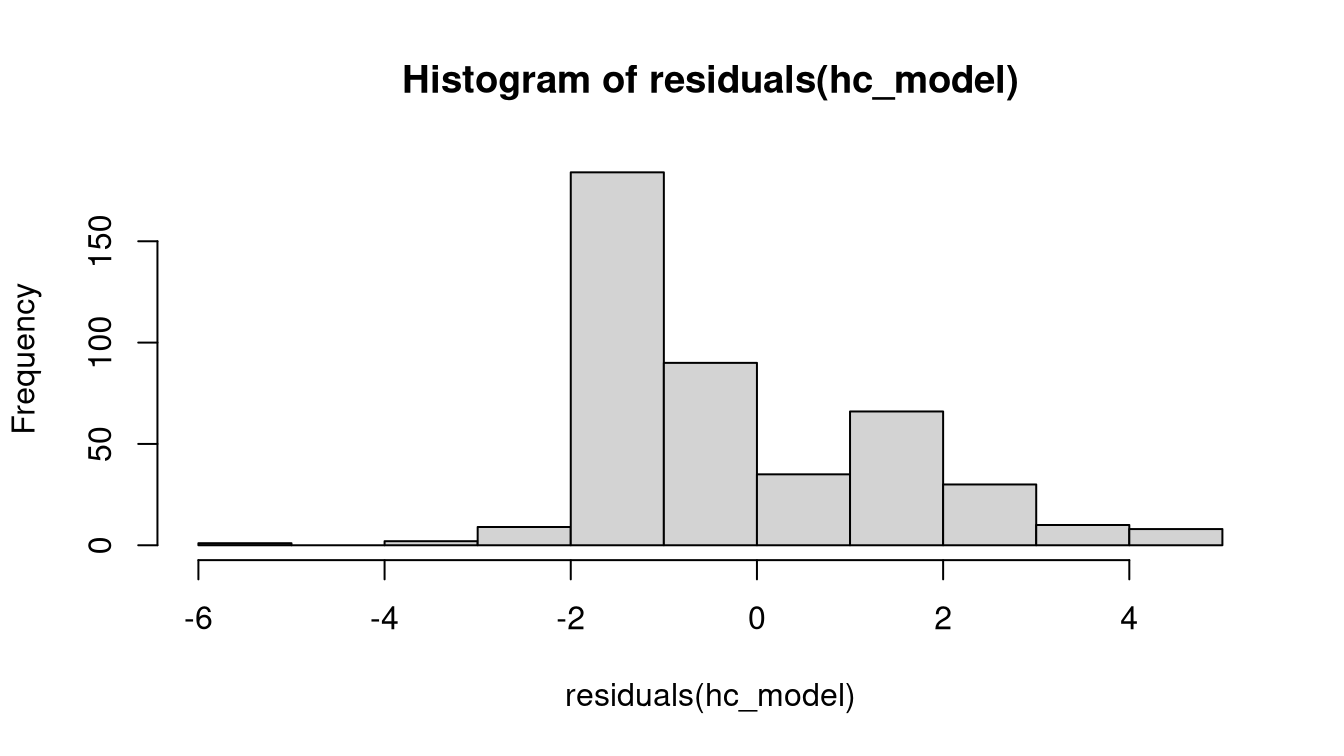 Histogram of residuals(hc_model)
Frequency
150
100
50
0
-6 -4 -2 0 2 4
residuals(hc_model)